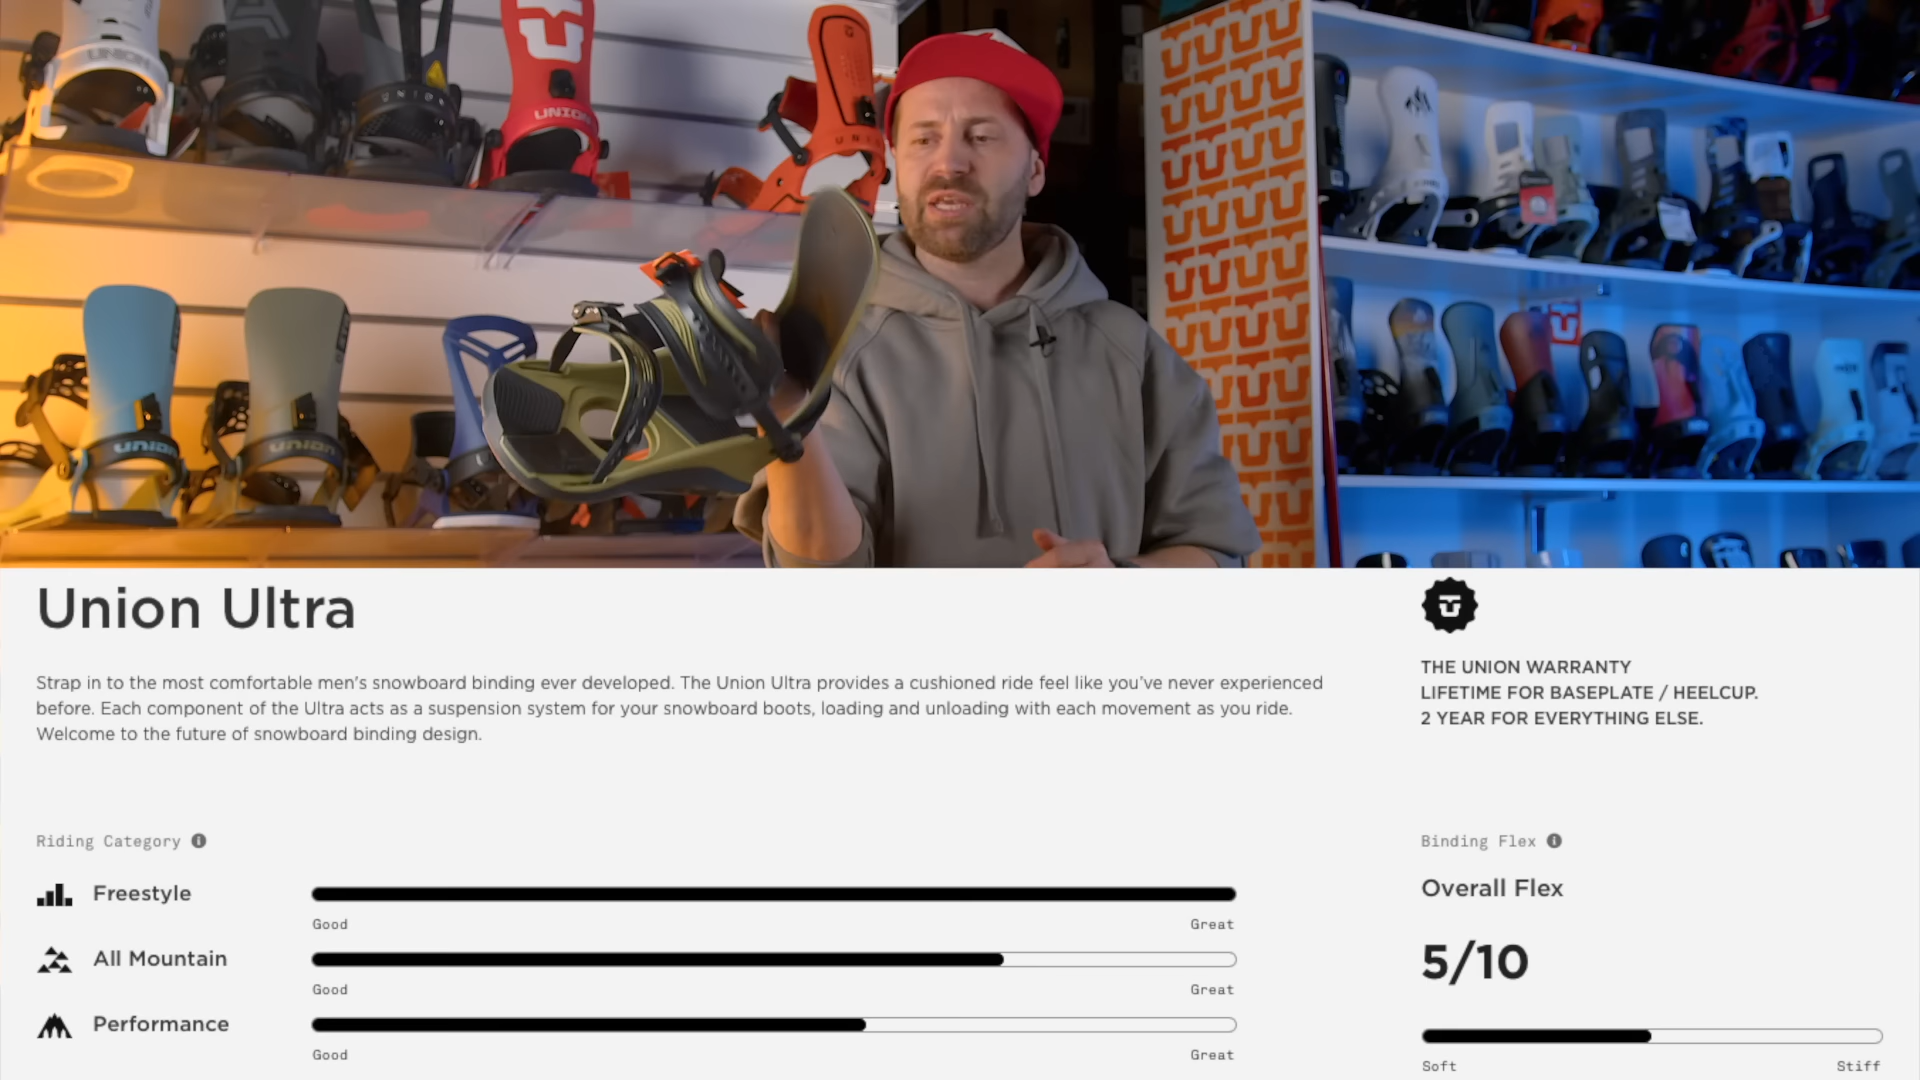 UNION
UNION
UNION
UNION
UNION
Union Ultra
Strap in to the most comfortable men's snowboard binding ever developed. The Union Ultra provides a cushioned ride feel like you've never experienced
before. Each component of the Ultra acts as a suspension system for your snowboard boots, loading and unloading with each movement as you ride.
Welcome to the future of snowboard binding design.
THE UNION WARRANTY
LIFETIME FOR BASEPLATE / HEELCUP.
2 YEAR FOR EVERYTHING ELSE.
Riding Category
Freestyle
Good Great
All Mountain
Good Great
Performance
Good Great
Binding Flex
Overall Flex
5/10
Soft Stiff